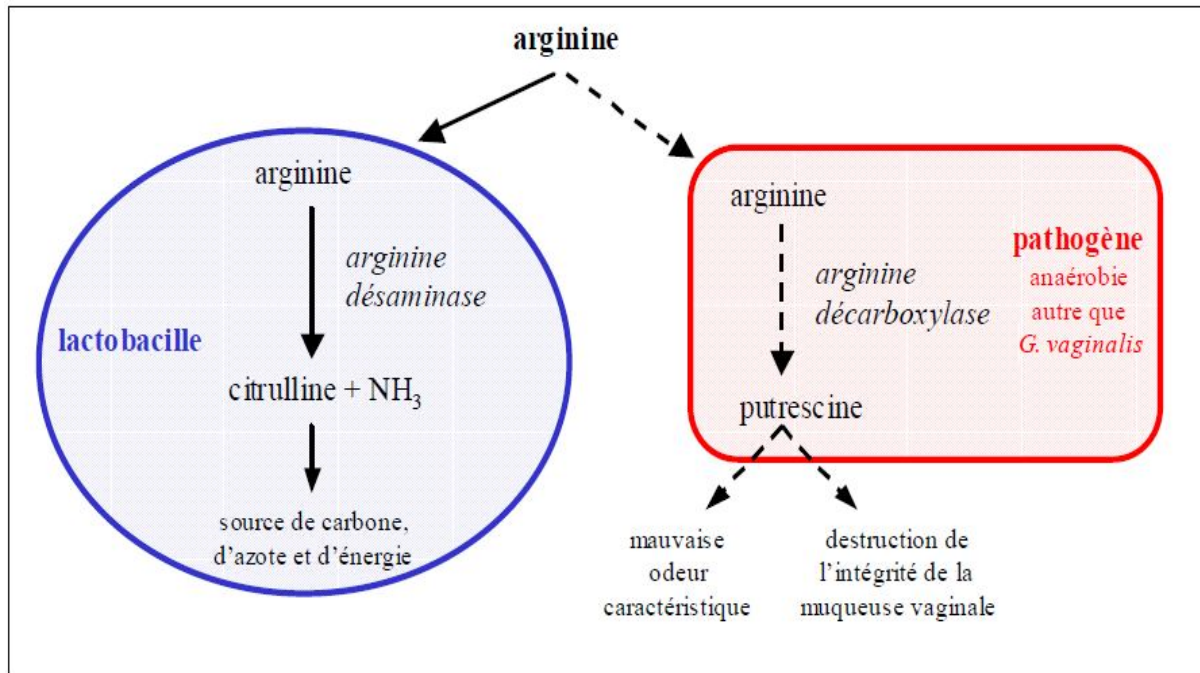 arginine
arginine
arginine
désaminase
lactobacille
citrulline + NH₃
source de carbone,
d'azote et d'énergie
arginine
arginine
décarboxylase
pathogène
anaérobie
autre que
G. vaginalis
putrescine
mauvaise
odeur
caractéristique
destruction de
l'intégrité de la
muqueuse vaginale